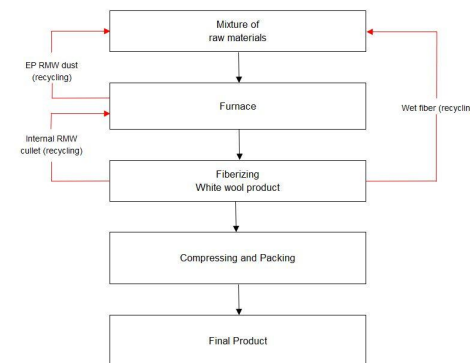 Mixture of
raw materials
EP RMW dust
(recycling)
Furnace
Wet fiber (recyclin
Internal RMW
cullet (recycling)
Fiberizing
White wool product
Compressing and Packing
Final Product